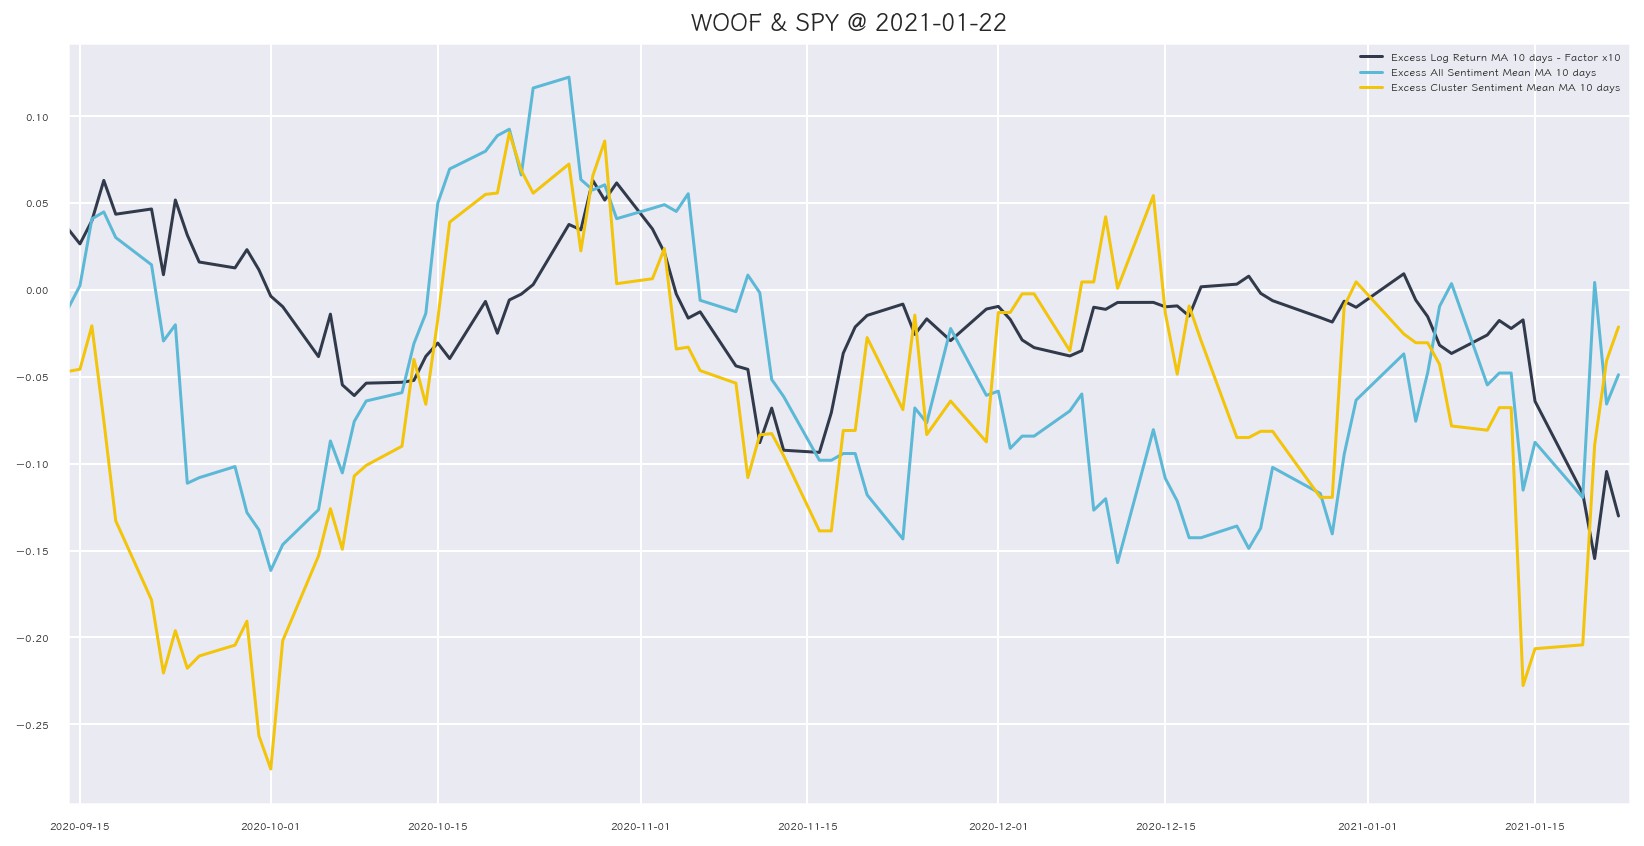 WOOF & SPY @ 2021-01-22
Excess Log Return MA 10 days - Factor x10
Excess All Sentiment Mean MA 10 days
Excess Cluster Sentiment Mean MA 10 days
0.10
0.05
0.00
−0.05
−0.10
−0.15
−0.20
−0.25
2020-09-15 2020-10-01 2020-10-15 2020-11-01 2020-11-15 2020-12-01 2020-12-15 2021-01-01 2021-01-15